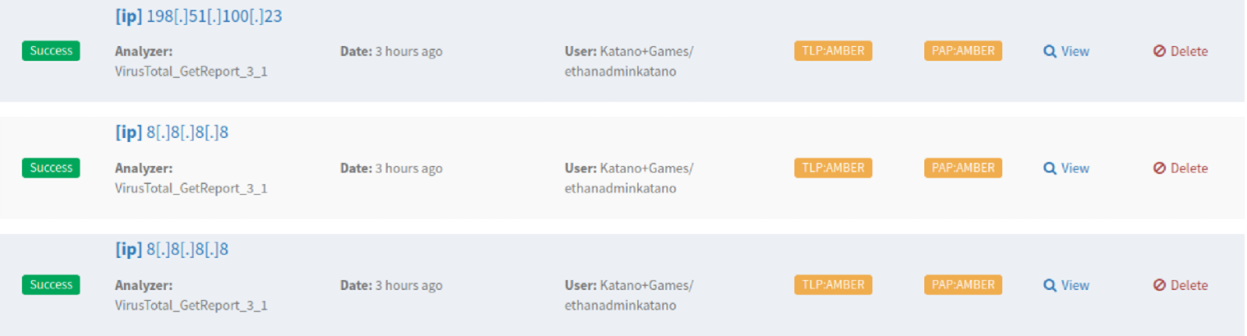 [ip] 198[.]51[.]100[.]23
Success Analyzer: Date: 3 hours ago User: Katano+Games/ TLP:AMBER PAP:AMBER View Delete
VirusTotal_GetReport_3_1 ethanadminkatano
[ip] 8[.]8[.]8[.]8
Success Analyzer: Date: 3 hours ago User: Katano+Games/ TLP:AMBER PAP:AMBER View Delete
VirusTotal_GetReport_3_1 ethanadminkatano
[ip] 8[.]8[.]8[.]8
Success Analyzer: Date: 3 hours ago User: Katano+Games/ TLP:AMBER PAP:AMBER View Delete
VirusTotal_GetReport_3_1 ethanadminkatano